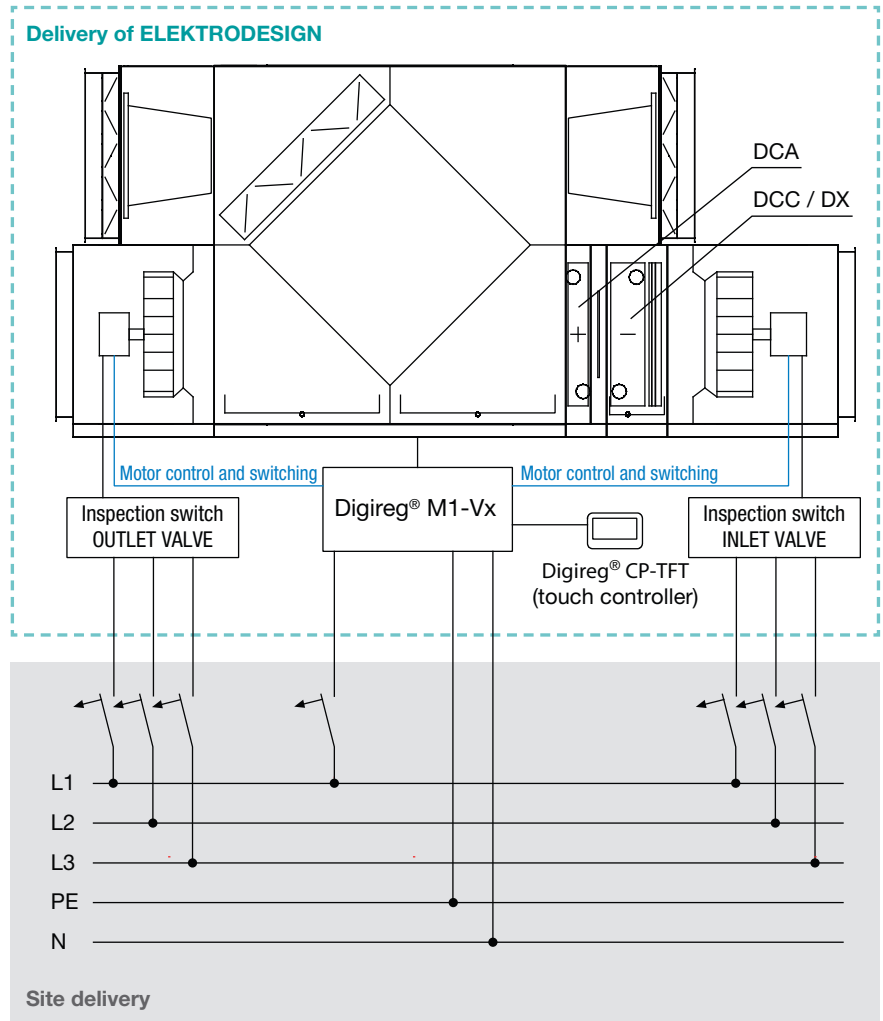 Delivery of ELEKTRODESIGN
DCA
DCC / DX
+
−
Motor control and switching
Motor control and switching
Inspection switch
OUTLET VALVE
Digireg® M1-Vx
Inspection switch
INLET VALVE
Digireg® CP-TFT
(touch controller)
L1
L2
L3
PE
N
Site delivery